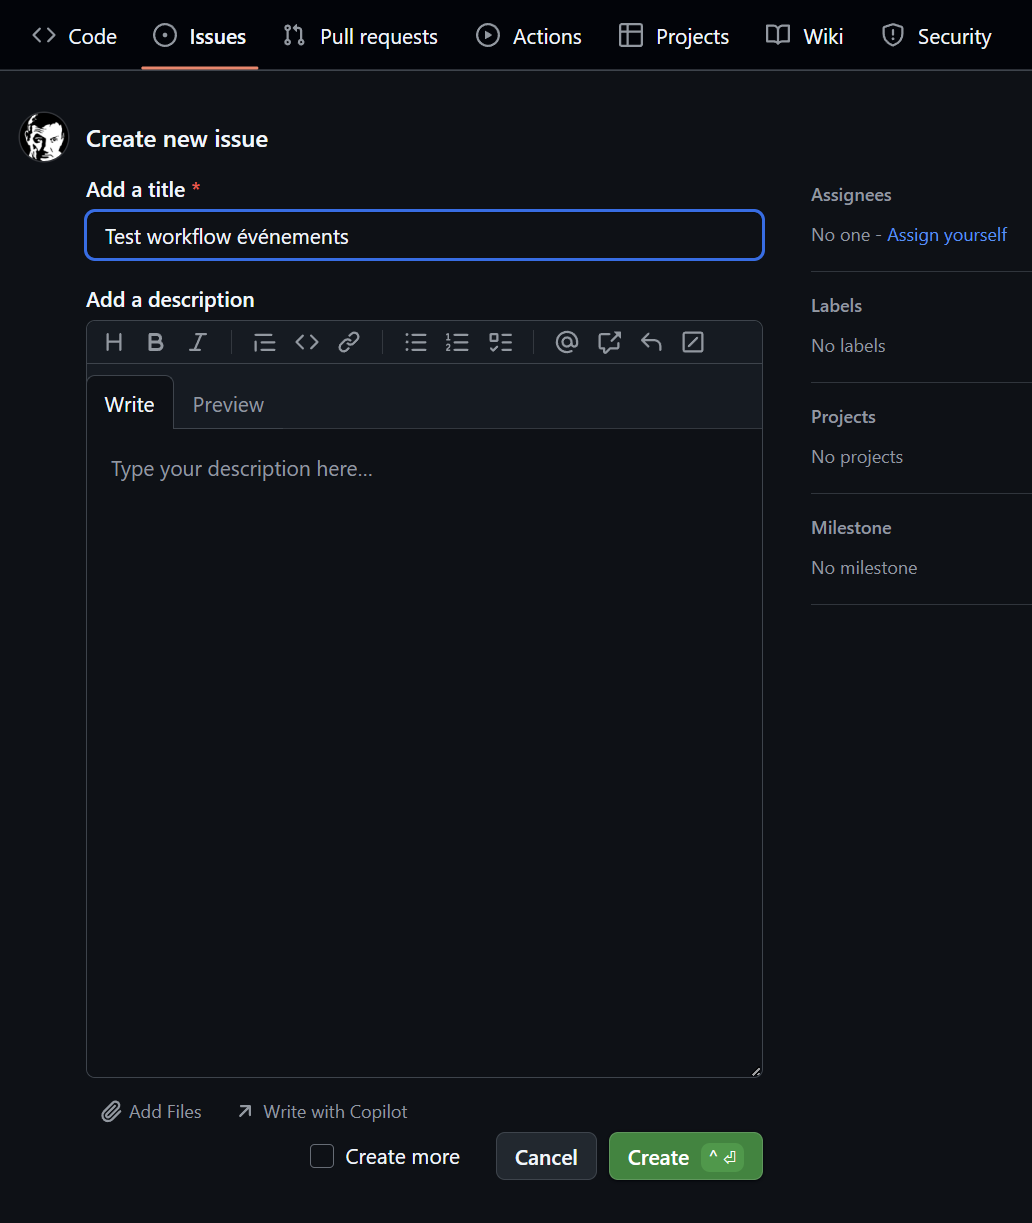 Code Issues Pull requests Actions Projects Wiki Security
Create new issue
Add a title *
Test workflow événements
Add a description
H B I
Write Preview
Type your description here...
Add Files Write with Copilot
Create more Cancel Create ^ ⏎
Assignees
No one - Assign yourself
Labels
No labels
Projects
No projects
Milestone
No milestone